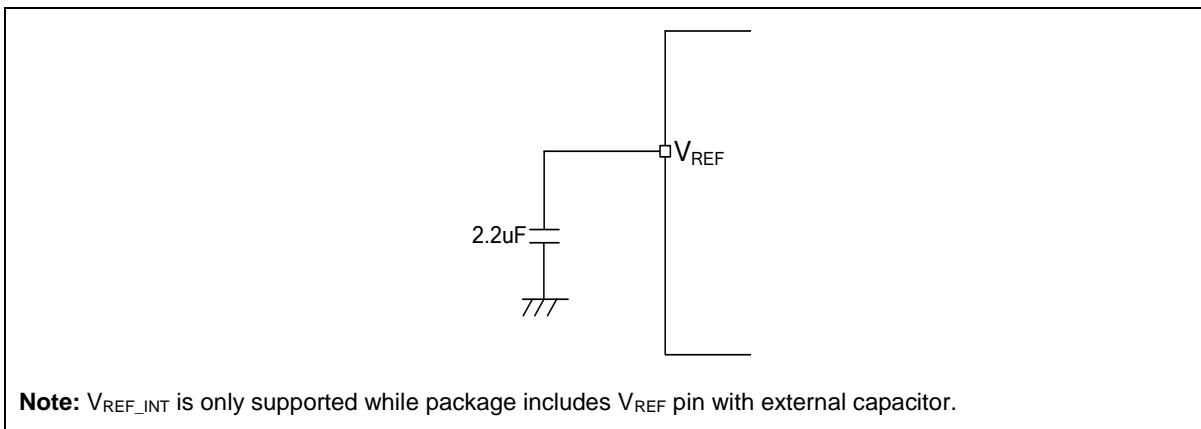 VREF
2.2uF
Note: VREF_INT is only supported while package includes VREF pin with external capacitor.